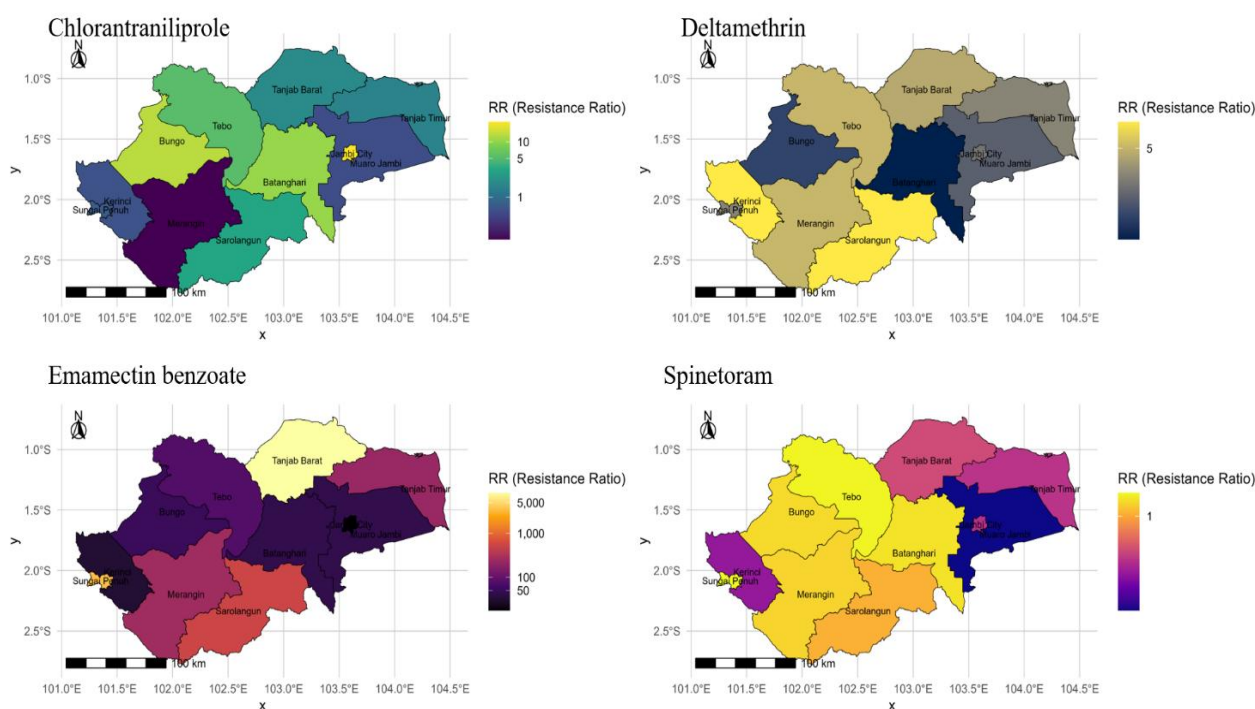 Chlorantraniliprole
N
1.0°S
1.5°S
2.0°S
2.5°S
y
Tanjab Barat
Tanjab Timur
Tebo
Bungo
Jambi City
Muaro Jambi
Batanghari
Kerinci
Sungai Penuh
Merangin
Sarolangun
100 km
101.0°E 101.5°E 102.0°E 102.5°E 103.0°E 103.5°E 104.0°E 104.5°E
x
RR (Resistance Ratio)
10
5
1
Deltamethrin
N
1.0°S
1.5°S
2.0°S
2.5°S
y
Tanjab Barat
Tanjab Timur
Tebo
Bungo
Jambi City
Muaro Jambi
Batanghari
Kerinci
Sungai Penuh
Merangin
Sarolangun
100 km
101.0°E 101.5°E 102.0°E 102.5°E 103.0°E 103.5°E 104.0°E 104.5°E
x
RR (Resistance Ratio)
5
Emamectin benzoate
N
1.0°S
1.5°S
2.0°S
2.5°S
y
Tanjab Barat
Tanjab Timur
Tebo
Bungo
Jambi City
Muaro Jambi
Batanghari
Kerinci
Sungai Penuh
Merangin
Sarolangun
100 km
101.0°E 101.5°E 102.0°E 102.5°E 103.0°E 103.5°E 104.0°E 104.5°E
x
RR (Resistance Ratio)
5,000
1,000
100
50
Spinetoram
N
1.0°S
1.5°S
2.0°S
2.5°S
y
Tanjab Barat
Tanjab Timur
Tebo
Bungo
Jambi City
Muaro Jambi
Batanghari
Kerinci
Sungai Penuh
Merangin
Sarolangun
100 km
101.0°E 101.5°E 102.0°E 102.5°E 103.0°E 103.5°E 104.0°E 104.5°E
x
RR (Resistance Ratio)
1